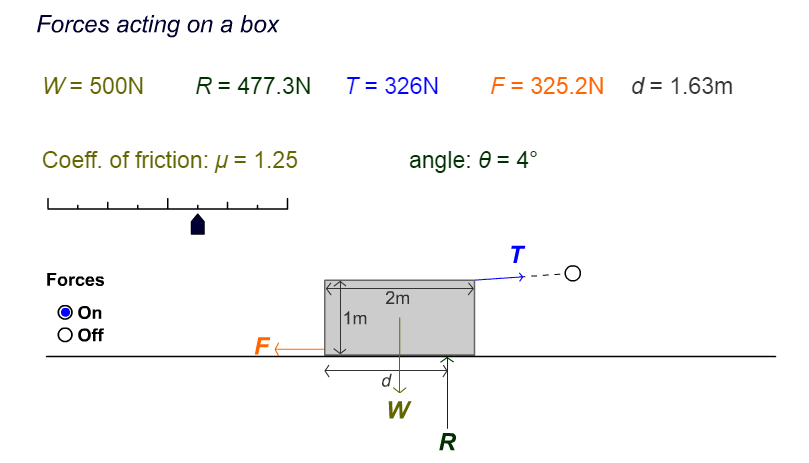 Forces acting on a box
W = 500N R = 477.3N T = 326N F = 325.2N d = 1.63m
Coeff. of friction: μ = 1.25 angle: θ = 4°
T
Forces
2m
On
1m
Off
F
d
W
R